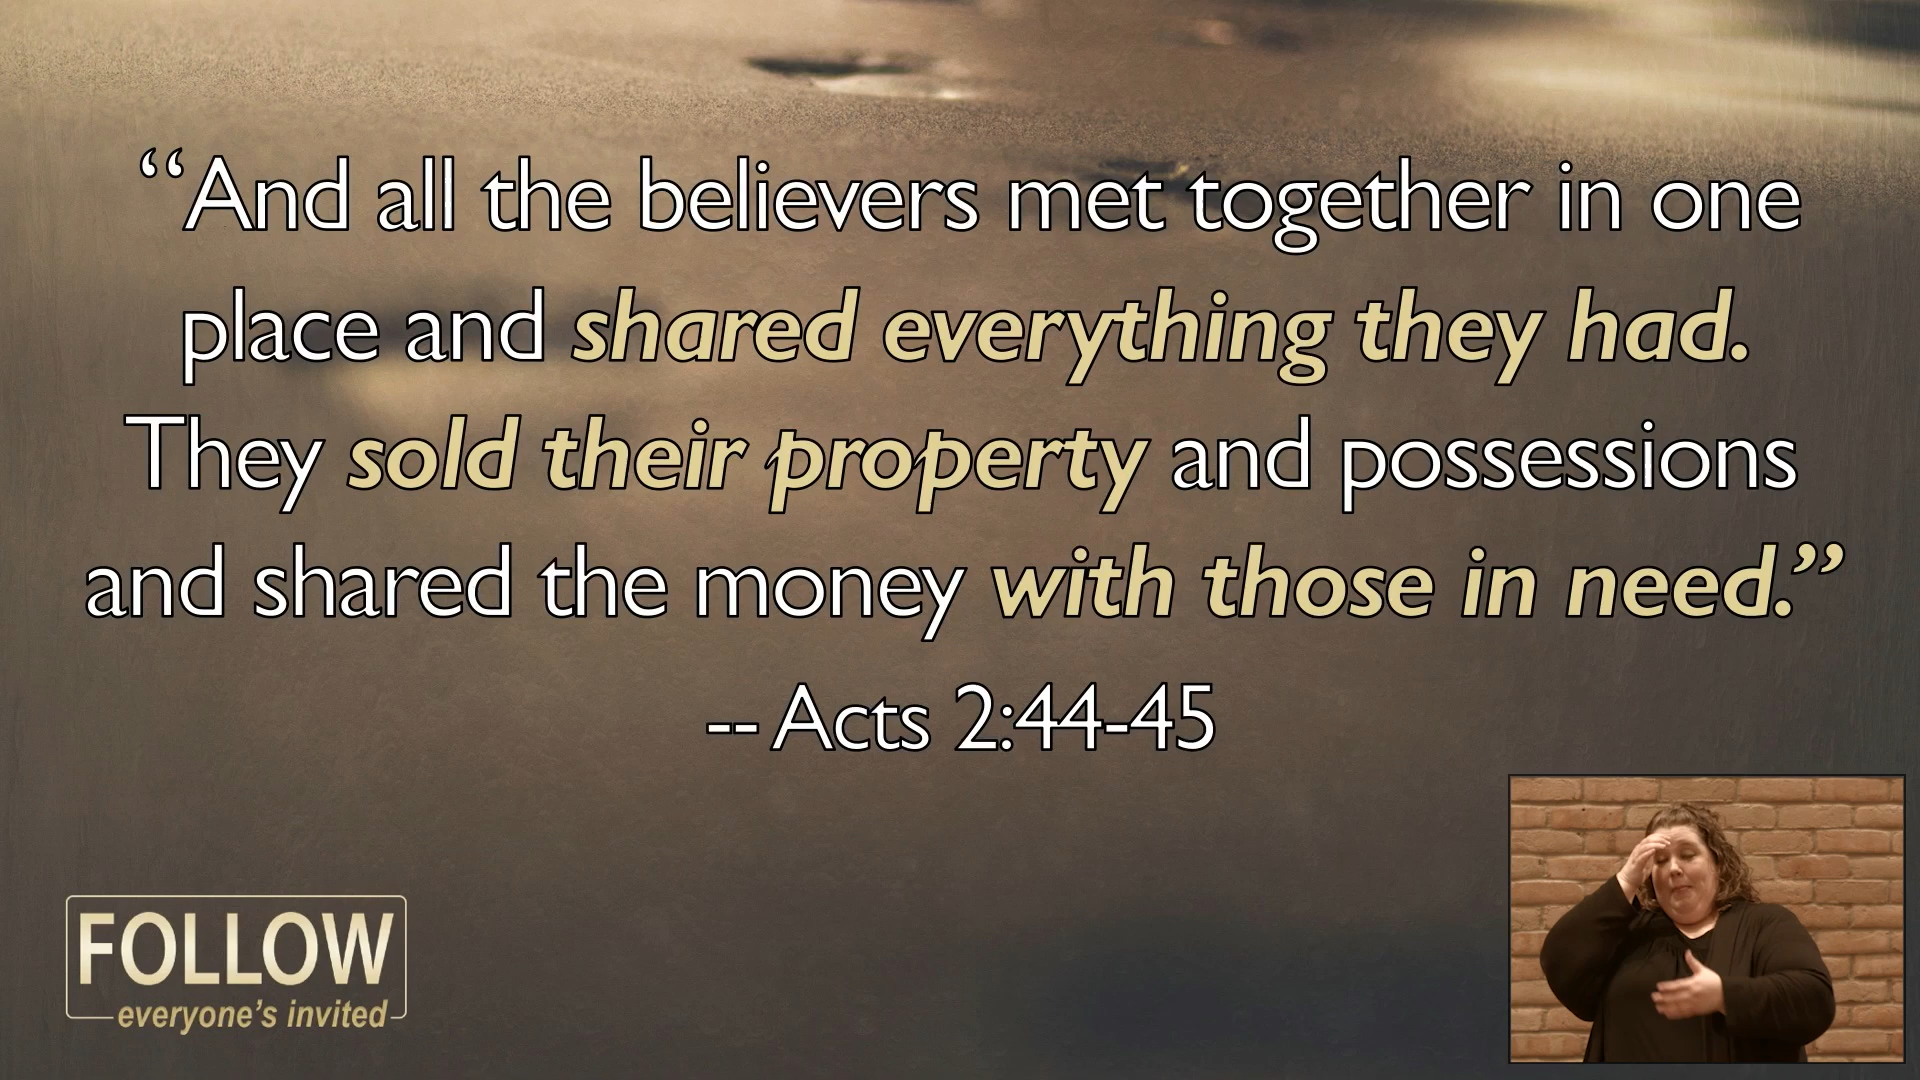 “And all the believers met together in one
place and shared everything they had.
They sold their property and possessions
and shared the money with those in need.”
-- Acts 2:44-45
FOLLOW
everyone’s invited